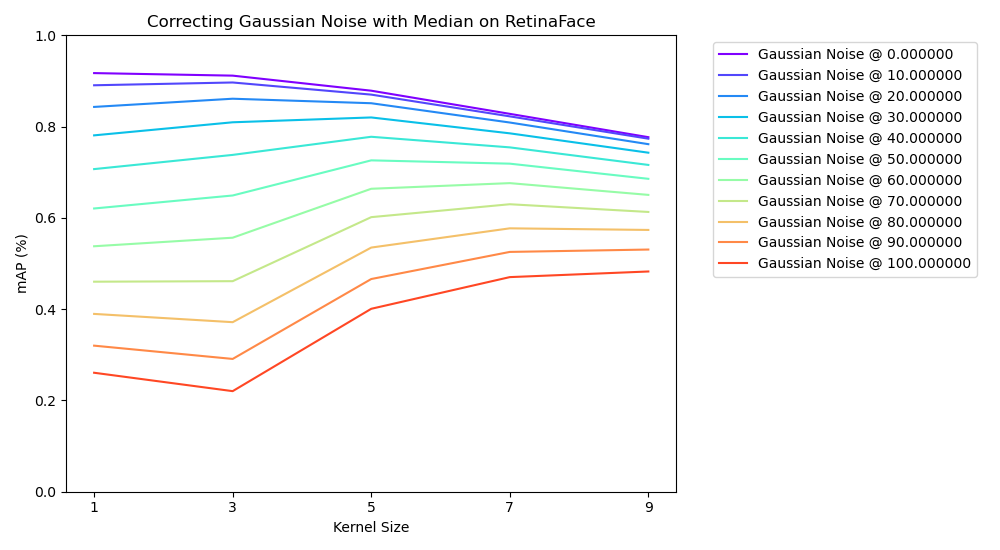 Correcting Gaussian Noise with Median on RetinaFace
1.0
0.8
0.6
0.4
0.2
0.0
mAP (%)
1 3 5 7 9
Kernel Size
Gaussian Noise @ 0.000000
Gaussian Noise @ 10.000000
Gaussian Noise @ 20.000000
Gaussian Noise @ 30.000000
Gaussian Noise @ 40.000000
Gaussian Noise @ 50.000000
Gaussian Noise @ 60.000000
Gaussian Noise @ 70.000000
Gaussian Noise @ 80.000000
Gaussian Noise @ 90.000000
Gaussian Noise @ 100.000000